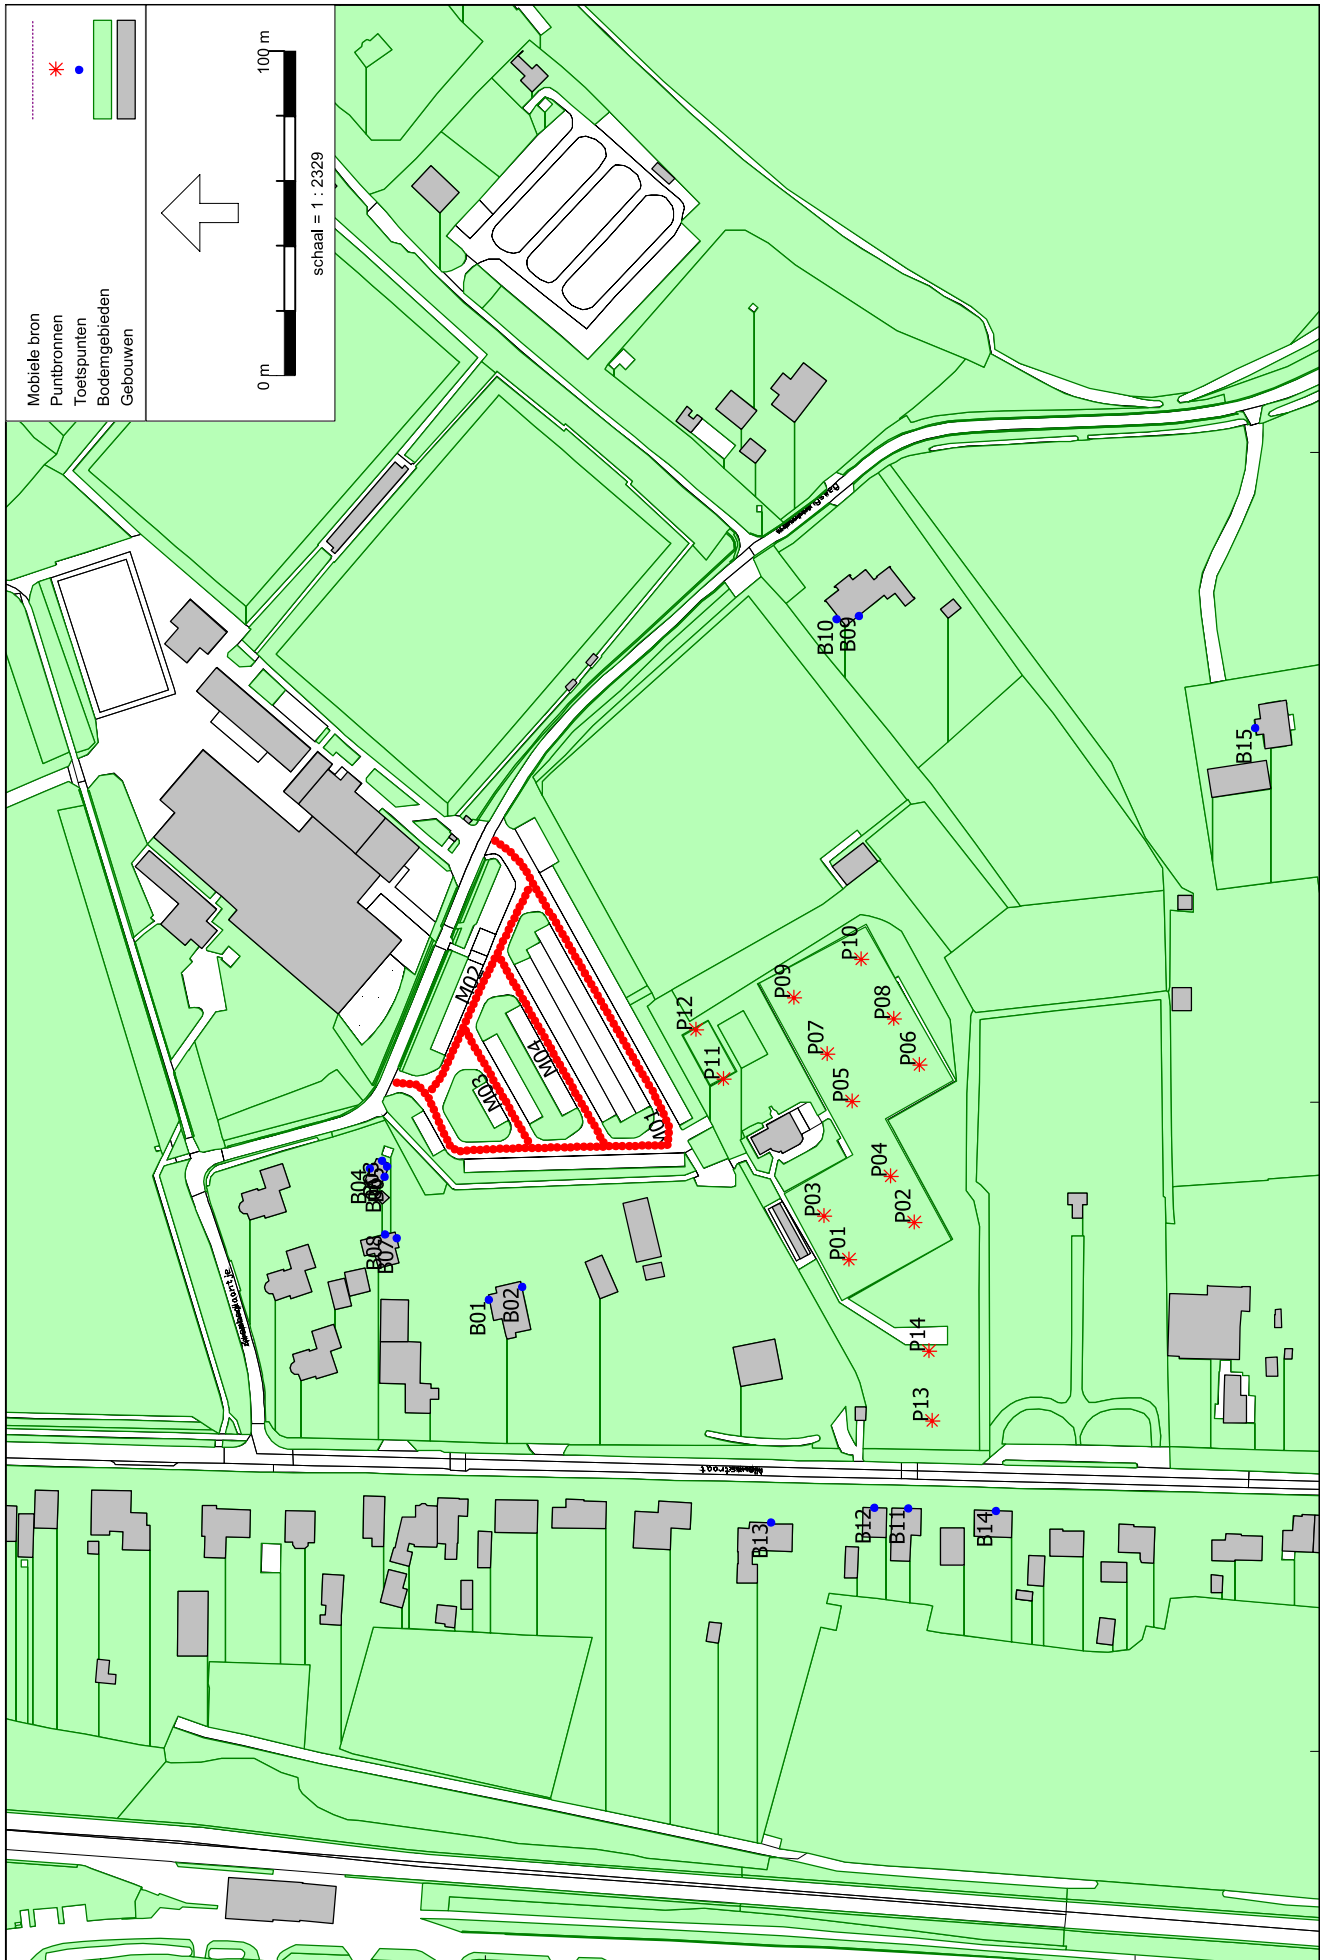 Mobiele bron
Puntbronnen
Toetspunten
Bodemgebieden
Gebouwen
0 m
100 m
schaal = 1 : 2329
M02
M03
M04
M01
B04
B08
B07
B01
B02
B10
B09
B15
P12
P11
P09
P10
P07
P08
P05
P06
P04
P03
P02
P01
P14
P13
B13
B12
B11
B14